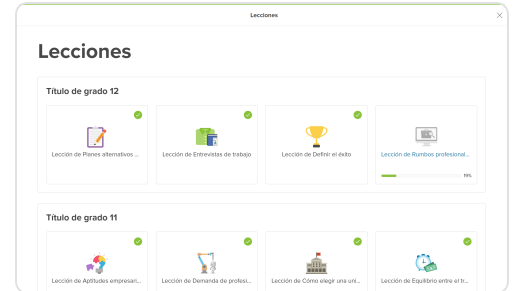 Lecciones
Lecciones
Título de grado 12
Lección de Planes alternativos ...
Lección de Entrevistas de trabajo
Lección de Definir el éxito
Lección de Rumbos profesional...
19%
Título de grado 11
Lección de Aptitudes empresari...
Lección de Demanda de profesi...
Lección de Cómo elegir una uni...
Lección de Equilibrio entre el tr...